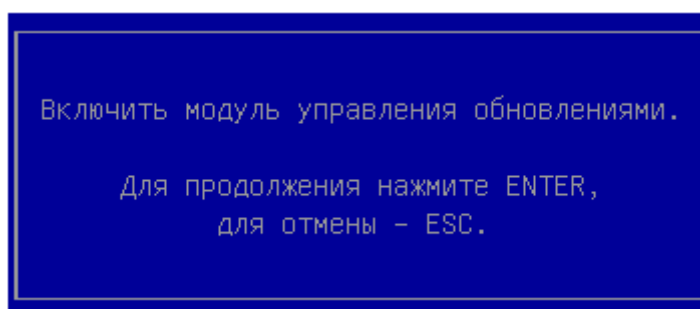 Включить модуль управления обновлениями.
Для продолжения нажмите ENTER,
для отмены - ESC.